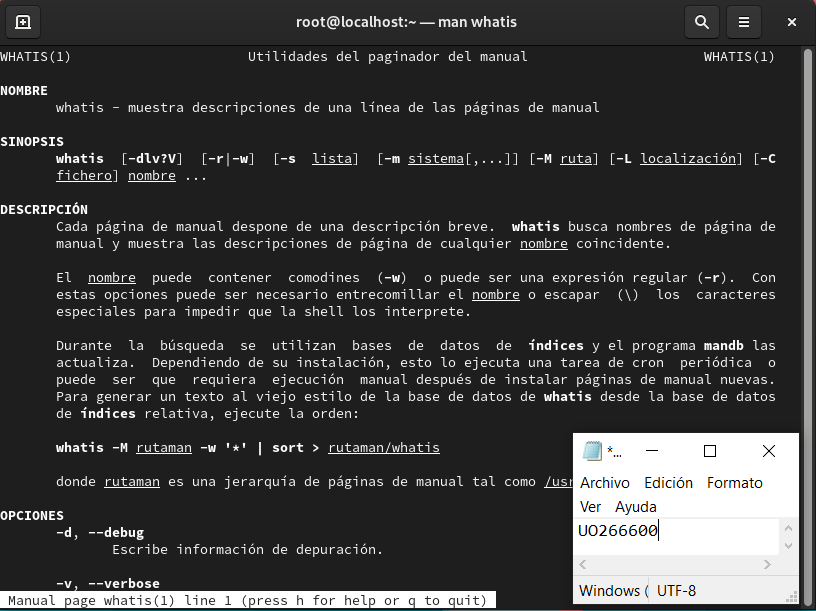 root@localhost:~ — man whatis
WHATIS(1) Utilidades del paginador del manual WHATIS(1)
NOMBRE
whatis - muestra descripciones de una línea de las páginas de manual
SINOPSIS
whatis [-dlv?V] [-r|-w] [-s lista] [-m sistema[,...]] [-M ruta] [-L localización] [-C
fichero] nombre ...
DESCRIPCIÓN
Cada página de manual despone de una descripción breve. whatis busca nombres de página de
manual y muestra las descripciones de página de cualquier nombre coincidente.
El nombre puede contener comodines (-w) o puede ser una expresión regular (-r). Con
estas opciones puede ser necesario entrecomillar el nombre o escapar (\) los caracteres
especiales para impedir que la shell los interprete.
Durante la búsqueda se utilizan bases de datos de índices y el programa mandb las
actualiza. Dependiendo de su instalación, esto lo ejecuta una tarea de cron periódica o
puede ser que requiera ejecución manual después de instalar páginas de manual nuevas.
Para generar un texto al viejo estilo de la base de datos de whatis desde la base de datos
de índices relativa, ejecute la orden:
whatis -M rutaman -w '*' | sort > rutaman/whatis
donde rutaman es una jerarquía de páginas de manual tal como /usr
OPCIONES
-d, --debug
Escribe información de depuración.
-v, --verbose
Manual page whatis(1) line 1 (press h for help or q to quit)
*...
Archivo Edición Formato
Ver Ayuda
UO266600
Windows ( UTF-8